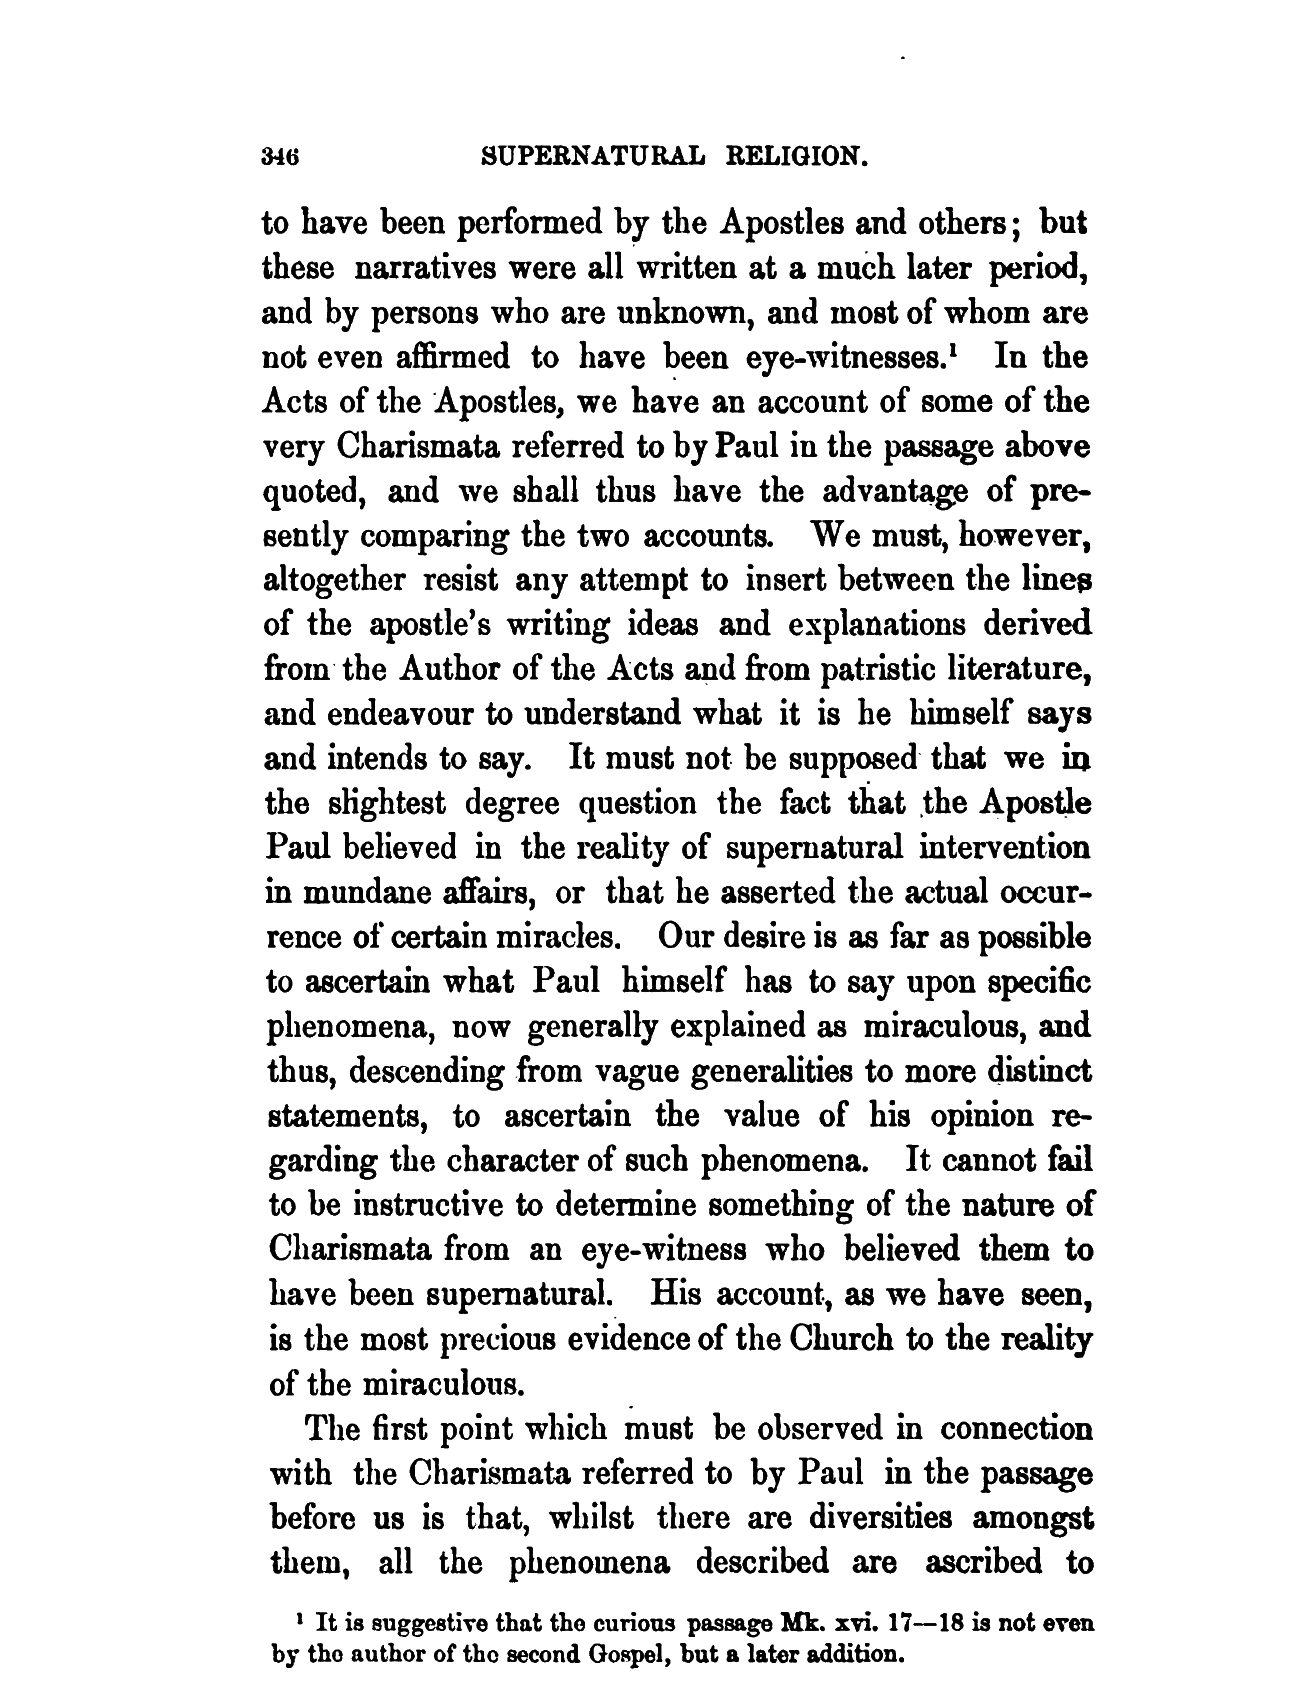 346 SUPERNATURAL RELIGION.
to have been performed by the Apostles and others; but
these narratives were all written at a much later period,
and by persons who are unknown, and most of whom are
not even affirmed to have been eye-witnesses.¹ In the
Acts of the Apostles, we have an account of some of the
very Charismata referred to by Paul in the passage above
quoted, and we shall thus have the advantage of pre-
sently comparing the two accounts. We must, however,
altogether resist any attempt to insert between the lines
of the apostle's writing ideas and explanations derived
from the Author of the Acts and from patristic literature,
and endeavour to understand what it is he himself says
and intends to say. It must not be supposed that we in
the slightest degree question the fact that the Apostle
Paul believed in the reality of supernatural intervention
in mundane affairs, or that he asserted the actual occur-
rence of certain miracles. Our desire is as far as possible
to ascertain what Paul himself has to say upon specific
phenomena, now generally explained as miraculous, and
thus, descending from vague generalities to more distinct
statements, to ascertain the value of his opinion re-
garding the character of such phenomena. It cannot fail
to be instructive to determine something of the nature of
Charismata from an eye-witness who believed them to
have been supernatural. His account, as we have seen,
is the most precious evidence of the Church to the reality
of the miraculous.
The first point which must be observed in connection
with the Charismata referred to by Paul in the passage
before us is that, whilst there are diversities amongst
them, all the phenomena described are ascribed to
¹ It is suggestive that the curious passage Mk. xvi. 17—18 is not even
by the author of the second Gospel, but a later addition.